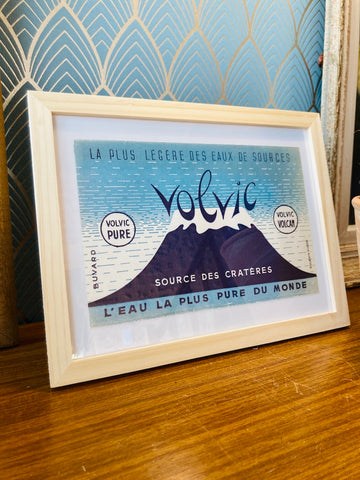 LA PLUS LÉGÈRE DES EAUX DE SOURCES
VOLVIC
VOLVIC
PURE
VOLVIC
VOLCAN
BUVARD
SOURCE DES CRATÈRES
L'EAU LA PLUS PURE DU MONDE